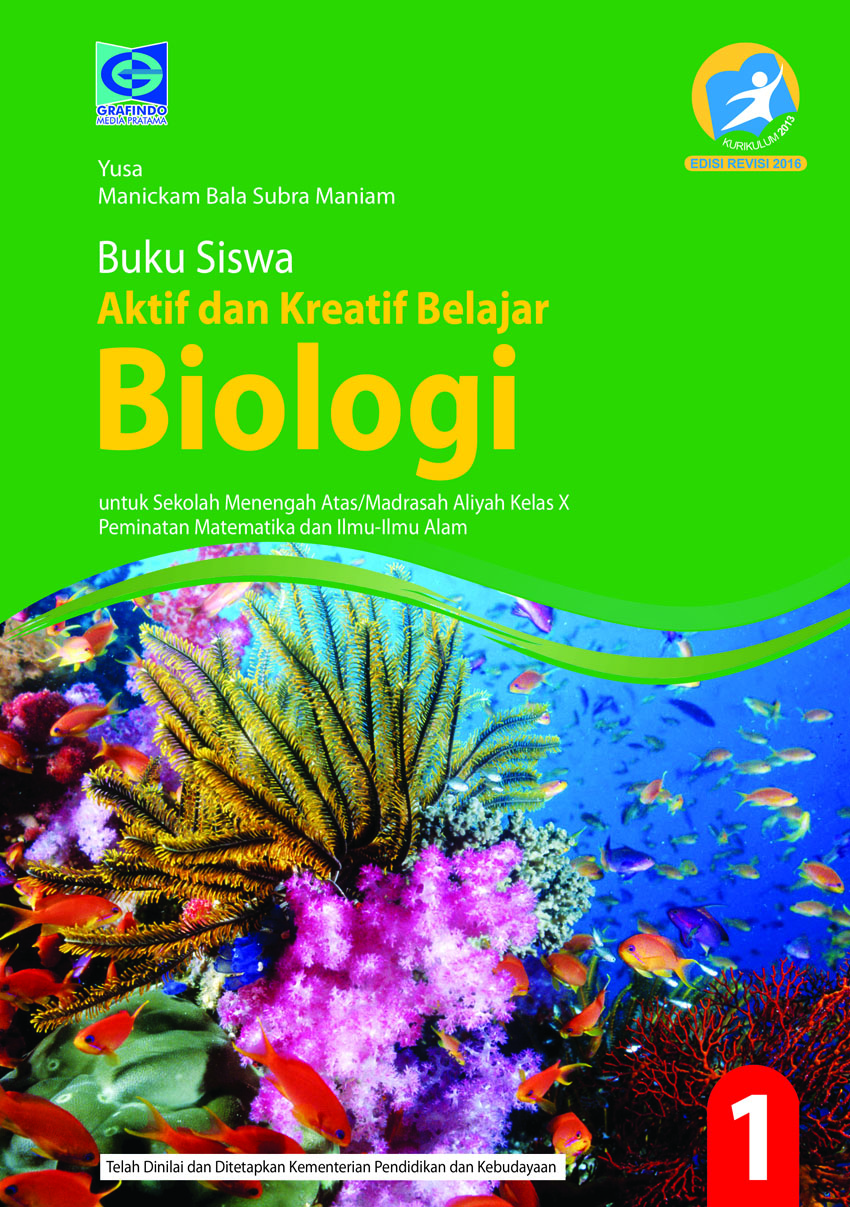 GRAFINDO
MEDIA PRATAMA
KURIKULUM 2013
EDISI REVISI 2016
Yusa
Manickam Bala Subra Maniam
Buku Siswa
Aktif dan Kreatif Belajar
Biologi
untuk Sekolah Menengah Atas/Madrasah Aliyah Kelas X
Peminatan Matematika dan Ilmu-Ilmu Alam
Telah Dinilai dan Ditetapkan Kementerian Pendidikan dan Kebudayaan
1